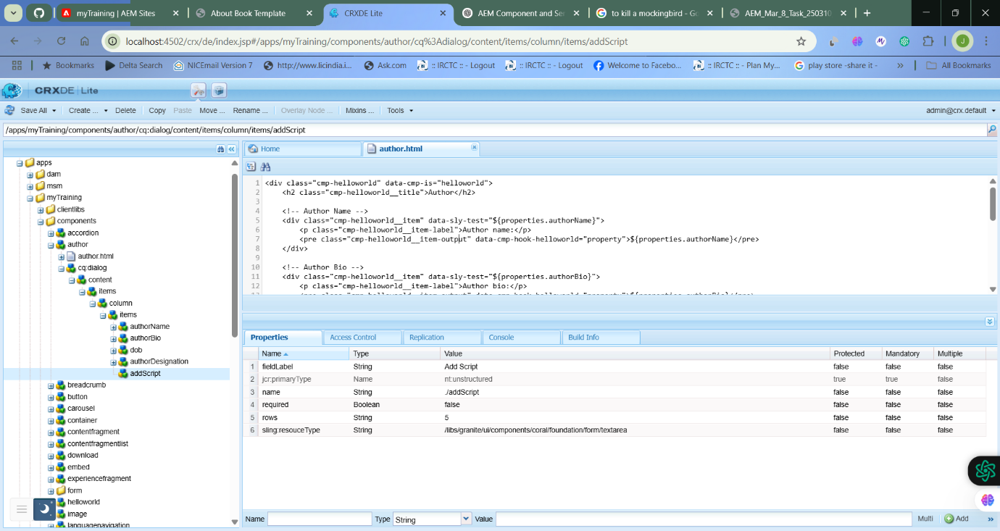 myTraining | AEM Sites
About Book Template
CRXDE Lite
AEM Component and Ser
to kill a mockingbird - Go
AEM_Mar_8_Task_250310
localhost:4502/crx/de/index.jsp#/apps/myTraining/components/author/cq%3Adialog/content/items/column/items/addScript
J
Bookmarks
Delta Search
NICEmail Version 7
http://www.licindia.i...
Ask.com
:: IRCTC :: - Logout
:: IRCTC :: - Logout
Welcome to Facebo...
:: IRCTC :: - Plan My...
play store -share it -
»
All Bookmarks
CRXDE | Lite
Save All
Create ...
Delete
Copy
Paste
Move ...
Rename ...
Overlay Node ...
Mixins ...
Tools
admin@crx.default
/apps/myTraining/components/author/cq:dialog/content/items/column/items/addScript
apps
dam
msm
myTraining
clientlibs
components
accordion
author
author.html
cq:dialog
content
items
column
items
authorName
authorBio
dob
authorDesignation
addScript
breadcrumb
button
carousel
container
contentfragment
contentfragmentlist
download
embed
experiencefragment
form
helloworld
image
languagenavigation
Home
author.html
1 <div class="cmp-helloworld" data-cmp-is="helloworld">
2 <h2 class="cmp-helloworld__title">Author</h2>
3
4 <!-- Author Name -->
5 <div class="cmp-helloworld__item" data-sly-test="${properties.authorName}">
6 <p class="cmp-helloworld__item-label">Author name:</p>
7 <pre class="cmp-helloworld__item-output" data-cmp-hook-helloworld="property">${properties.authorName}</pre>
8 </div>
9
10 <!-- Author Bio -->
11 <div class="cmp-helloworld__item" data-sly-test="${properties.authorBio}">
12 <p class="cmp-helloworld__item-label">Author bio:</p>
Properties
Access Control
Replication
Console
Build Info
Name Type Value Protected Mandatory Multiple
1 fieldLabel String Add Script false false false
2 jcr:primaryType Name nt:unstructured true true false
3 name String ./addScript false false false
4 required Boolean false false false false
5 rows String 5 false false false
6 sling:resouceType String /libs/granite/ui/components/coral/foundation/form/textarea false false false
Name Type String Value Multi Add »